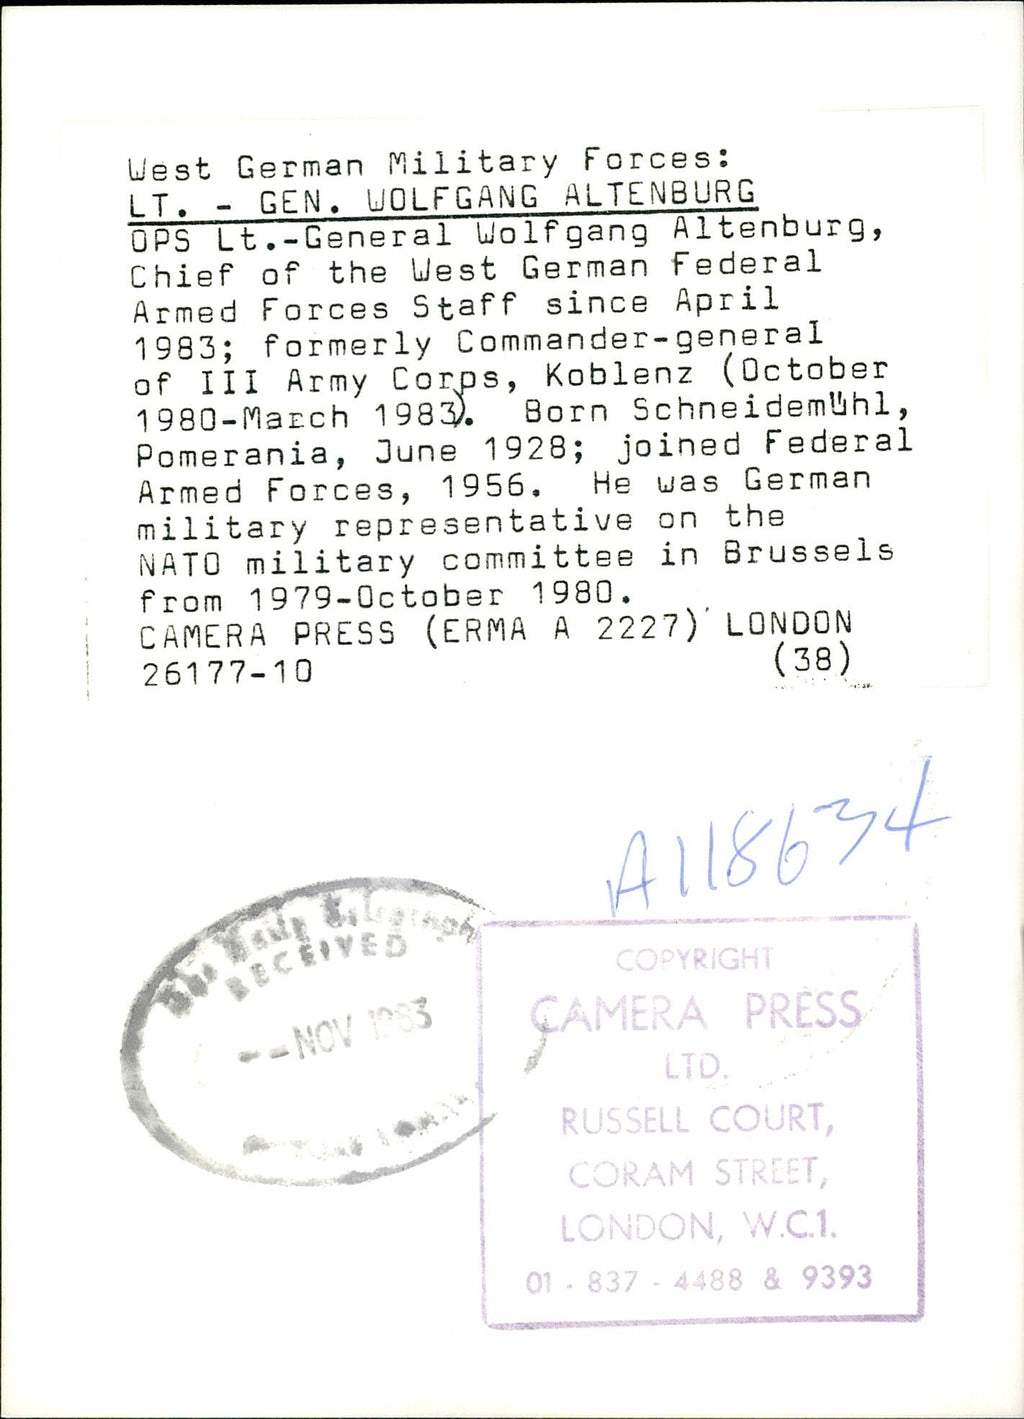 West German Military Forces:
LT. - GEN. WOLFGANG ALTENBURG
OPS Lt.-General Wolfgang Altenburg,
Chief of the West German Federal
Armed Forces Staff since April
1983; formerly Commander-general
of III Army Corps, Koblenz (October
1980-March 1983). Born Schneidemühl,
Pomerania, June 1928; joined Federal
Armed Forces, 1956. He was German
military representative on the
NATO military committee in Brussels
from 1979-October 1980.
CAMERA PRESS (ERMA A 2227) LONDON
26177-10 (38)
A118634
The Daily Telegraph
RECEIVED
--NOV 1983
COPYRIGHT
CAMERA PRESS
LTD.
RUSSELL COURT,
CORAM STREET,
LONDON, W.C.1.
01 - 837 - 4488 & 9393